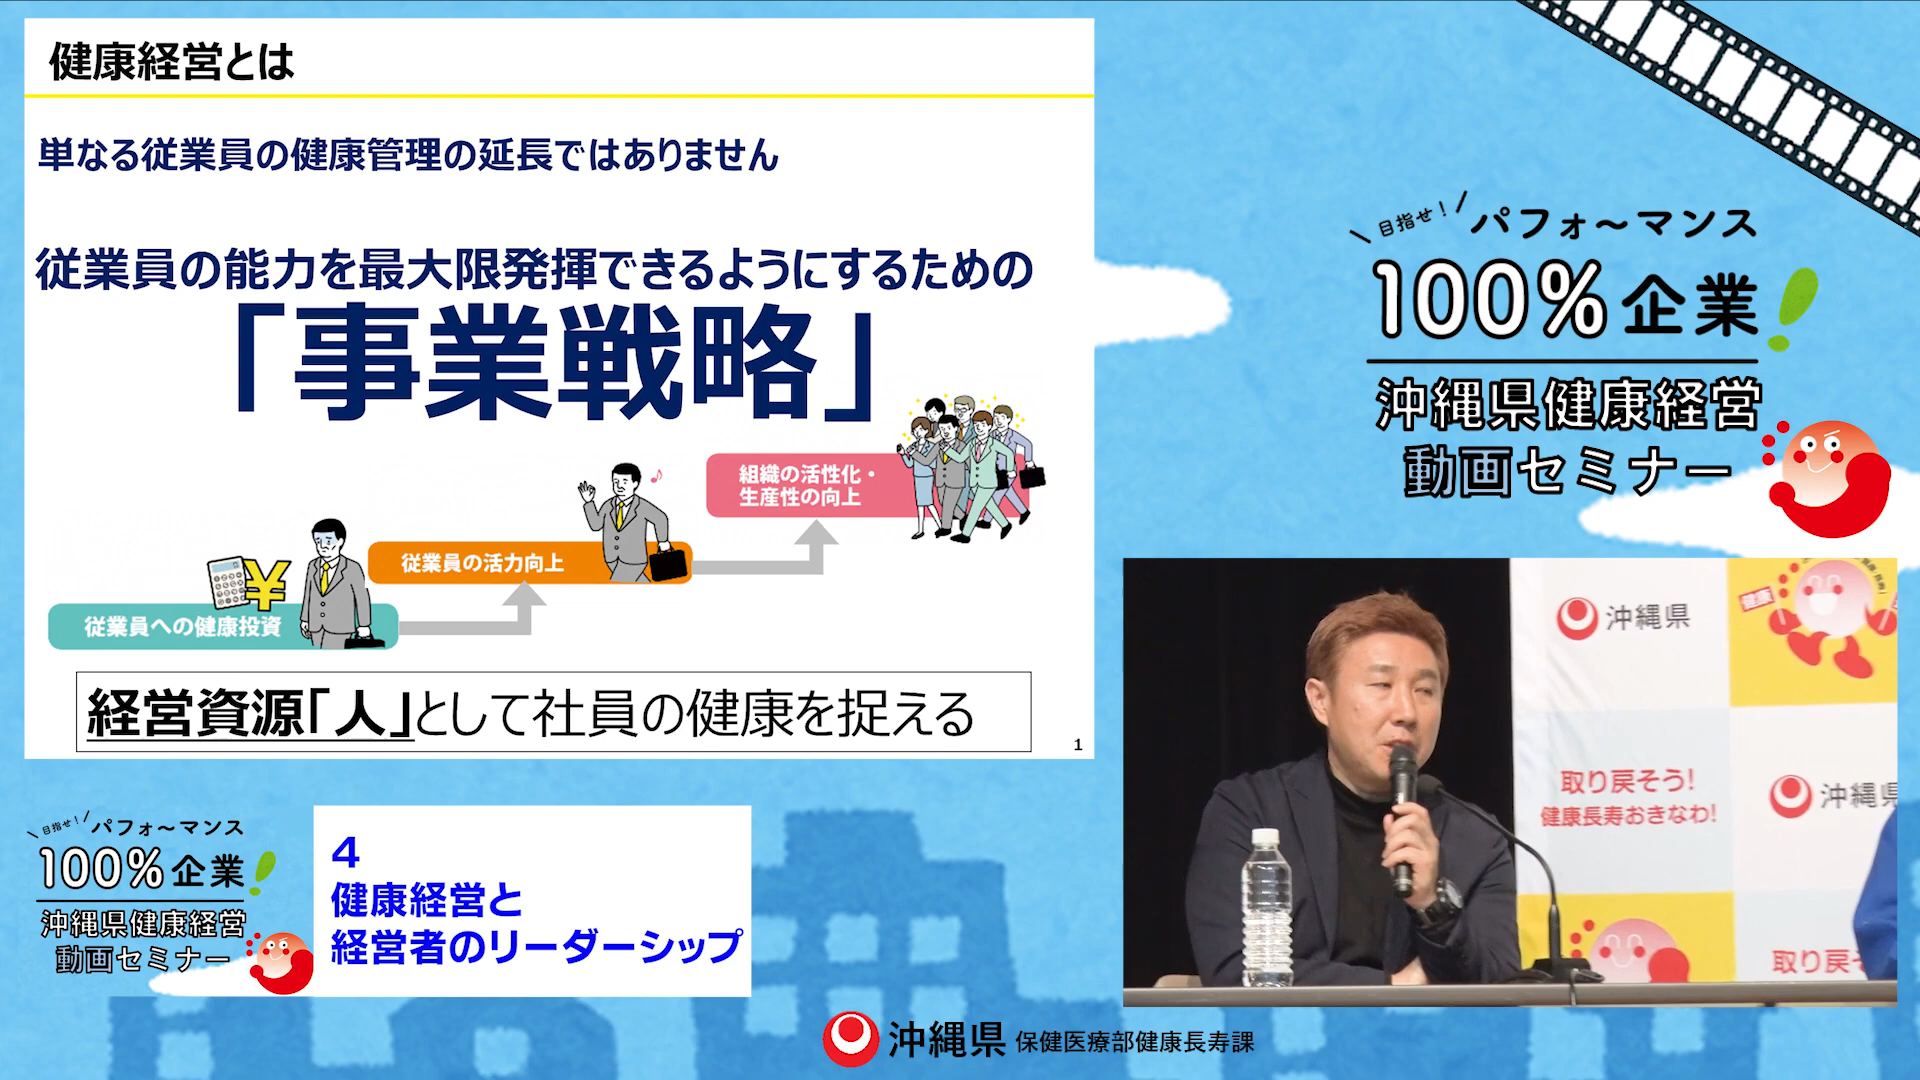 健康経営とは
単なる従業員の健康管理の延長ではありません
従業員の能力を最大限発揮できるようにするための
「事業戦略」
組織の活性化・
生産性の向上
従業員の活力向上
従業員への健康投資
経営資源「人」として社員の健康を捉える
1
目指せ！
パフォ～マンス
100%企業
沖縄県健康経営
動画セミナー
沖縄県
健康
取り戻そう!
健康長寿おきなわ!
沖縄県
取り戻そ
目指せ！
パフォ～マンス
100%企業
沖縄県健康経営
動画セミナー
4
健康経営と
経営者のリーダーシップ
沖縄県 保健医療部健康長寿課